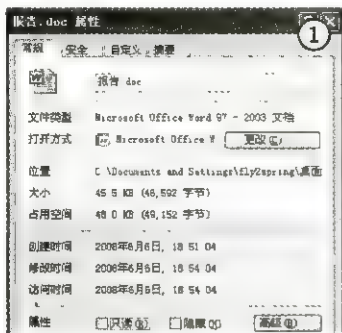 报告.doc 属性
①
常规 安全 自定义 摘要
报告.doc
文件类型 Microsoft Office Word 97 - 2003 文档
打开方式 Microsoft Office W 更改(C)
位置 C:\Documents and Settings\fly2spring\桌面
大小 45.5 KB (46,592 字节)
占用空间 48.0 KB (49,152 字节)
创建时间 2008年6月6日, 18:51:04
修改时间 2008年6月6日, 18:54:04
访问时间 2008年6月6日, 18:54:04
属性 只读(R) 隐藏(H) 高级(D)